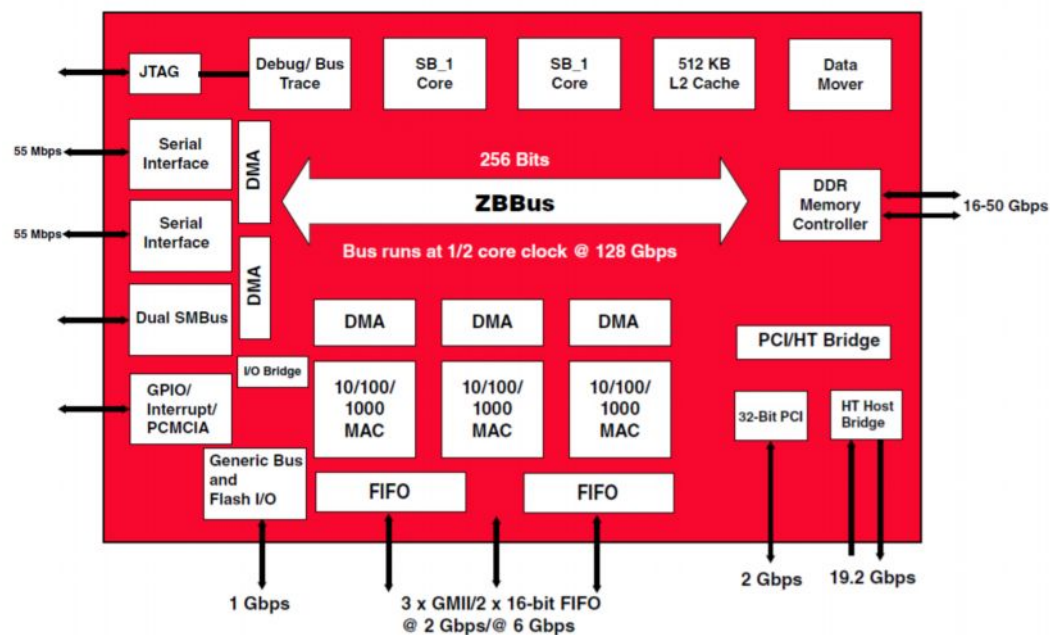 JTAG
Debug/ Bus
Trace
SB_1
Core
SB_1
Core
512 KB
L2 Cache
Data
Mover
55 Mbps
Serial
Interface
DMA
256 Bits
ZBBus
Bus runs at 1/2 core clock @ 128 Gbps
DDR
Memory
Controller
16-50 Gbps
55 Mbps
Serial
Interface
DMA
Dual SMBus
DMA
DMA
DMA
PCI/HT Bridge
I/O Bridge
GPIO/
Interrupt/
PCMCIA
10/100/
1000
MAC
10/100/
1000
MAC
10/100/
1000
MAC
32-Bit PCI
HT Host
Bridge
Generic Bus
and
Flash I/O
FIFO
FIFO
1 Gbps
3 x GMII/2 x 16-bit FIFO
@ 2 Gbps/@ 6 Gbps
2 Gbps
19.2 Gbps